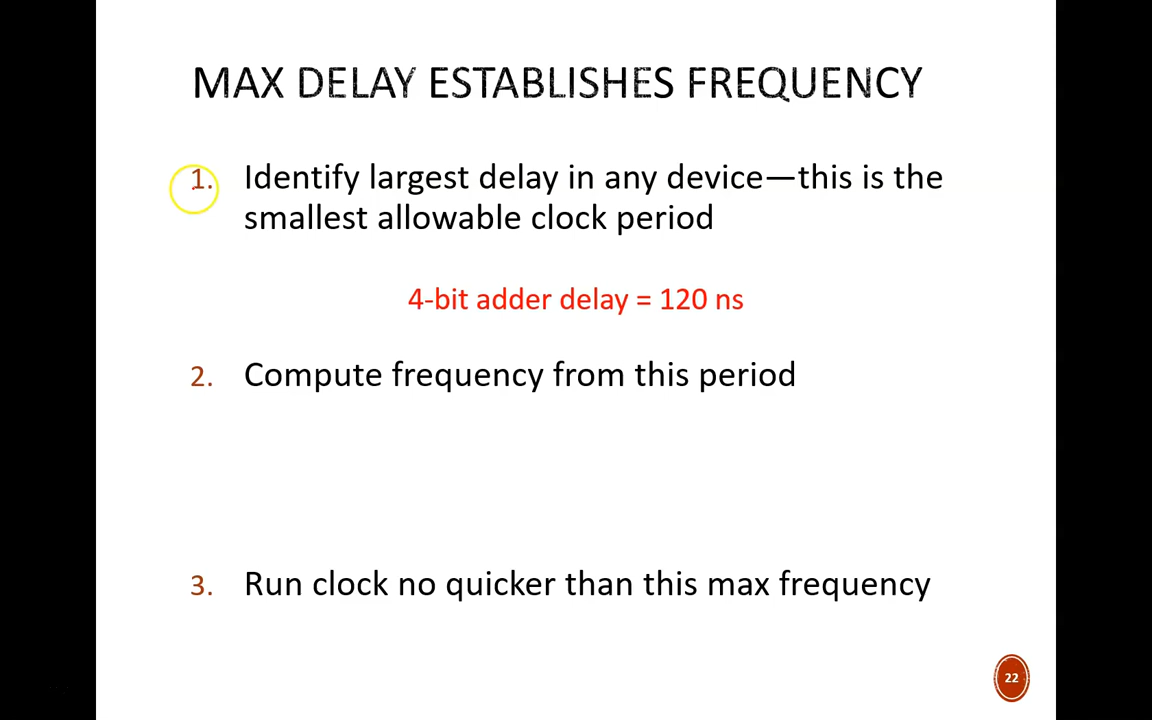 MAX DELAY ESTABLISHES FREQUENCY
1. Identify largest delay in any device—this is the
smallest allowable clock period
4-bit adder delay = 120 ns
2. Compute frequency from this period
3. Run clock no quicker than this max frequency
22